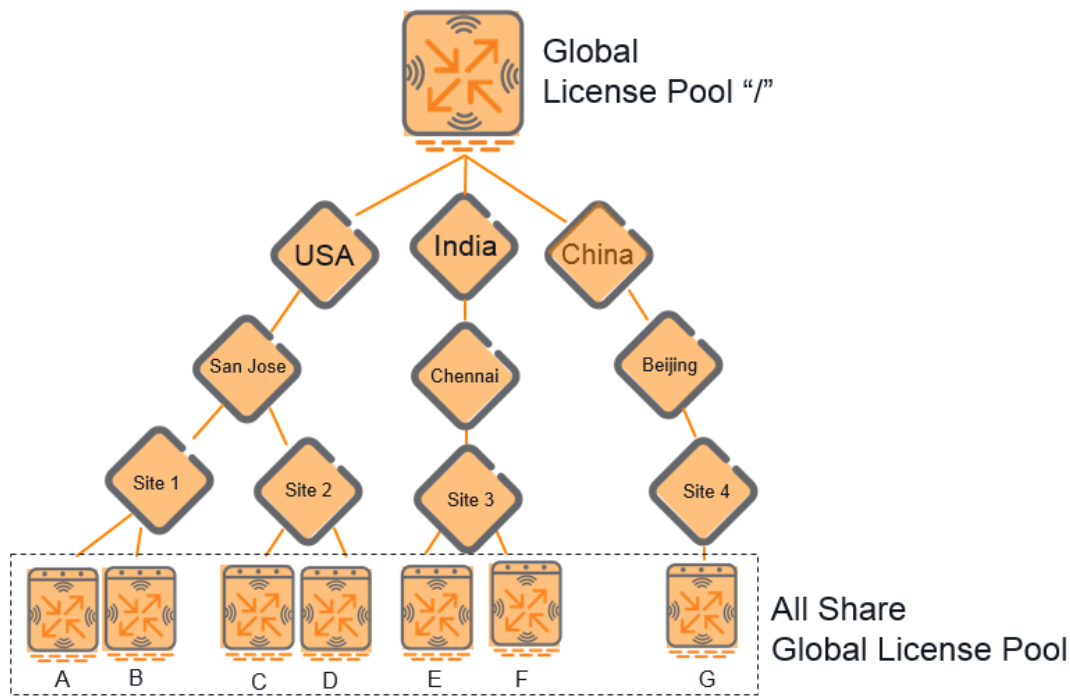 Global
License Pool “/”
USA
India
China
San Jose
Chennai
Beijing
Site 1
Site 2
Site 3
Site 4
All Share
Global License Pool
A
B
C
D
E
F
G